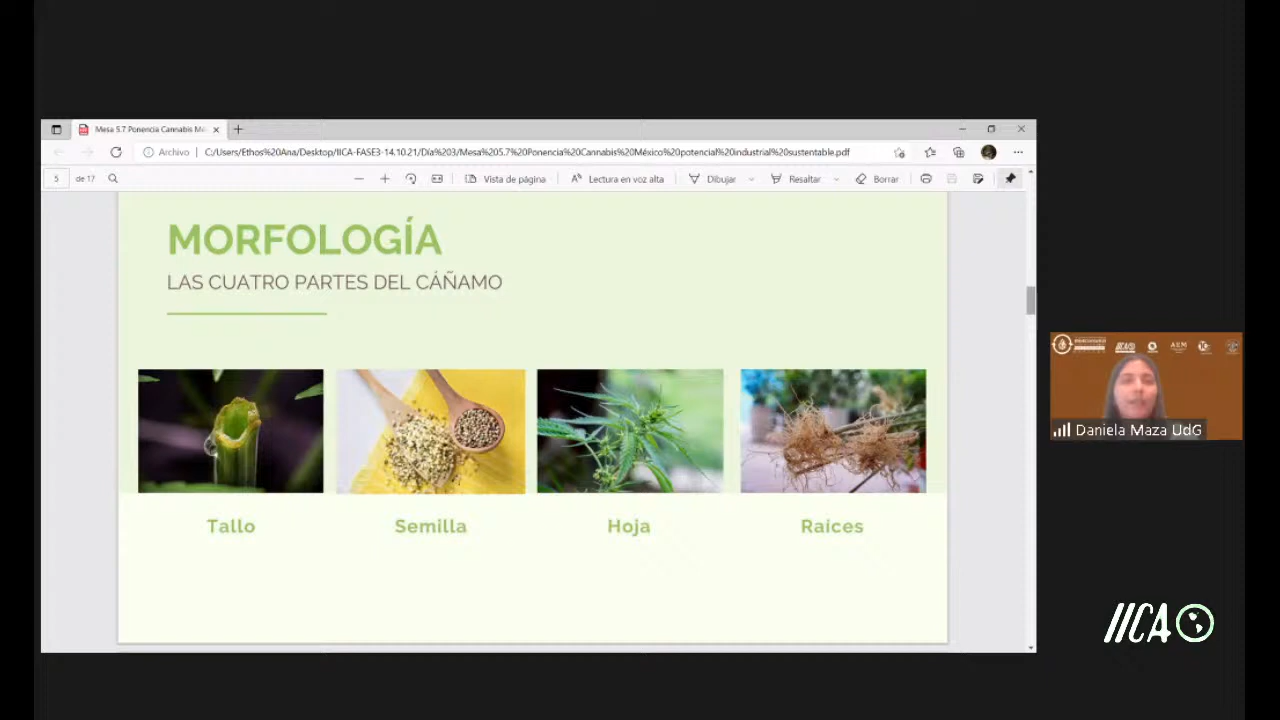 Mesa 5.7 Ponencia Cannabis Mé
Archivo
C:/Users/Ethos%20Ana/Desktop/IICA-FASE3-14.10.21/Día%203/Mesa%205.7%20Ponencia%20Cannabis%20México%20potencial%20industrial%20sustentable.pdf
5 de 17
Vista de página
Lectura en voz alta
Dibujar
Resaltar
Borrar
MORFOLOGÍA
LAS CUATRO PARTES DEL CÁÑAMO
Tallo
Semilla
Hoja
Raíces
IICA
Daniela Maza UdG
IICA